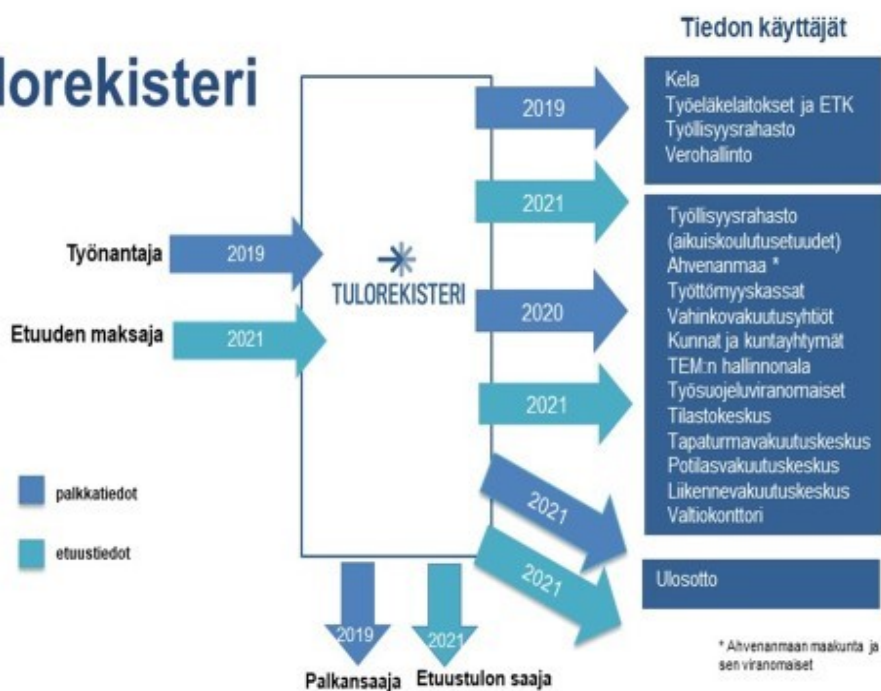 lorekisteri
Tiedon käyttäjät
2019
Kela
Työeläkelaitokset ja ETK
Työllisyysrahasto
Verohallinto
2021
Työnantaja
2019
TULOREKISTERI
2020
Etuuden maksaja
2021
2021
Työllisyysrahasto
(aikuiskoulutusetuudet)
Ahvenanmaa *
Työttömyyskassat
Vahinkovakuutusyhtiöt
Kunnat ja kuntayhtymät
TEM:n hallinnonala
Työsuojeluviranomaiset
Tilastokeskus
Tapaturmavakuutuskeskus
Potilasvakuutuskeskus
Liikennevakuutuskeskus
Valtiokonttori
palkkatiedot
etuustiedot
2021
2021
Ulosotto
2019
2021
Palkansaaja
Etuustulon saaja
* Ahvenanmaan maakunta ja
sen viranomaiset